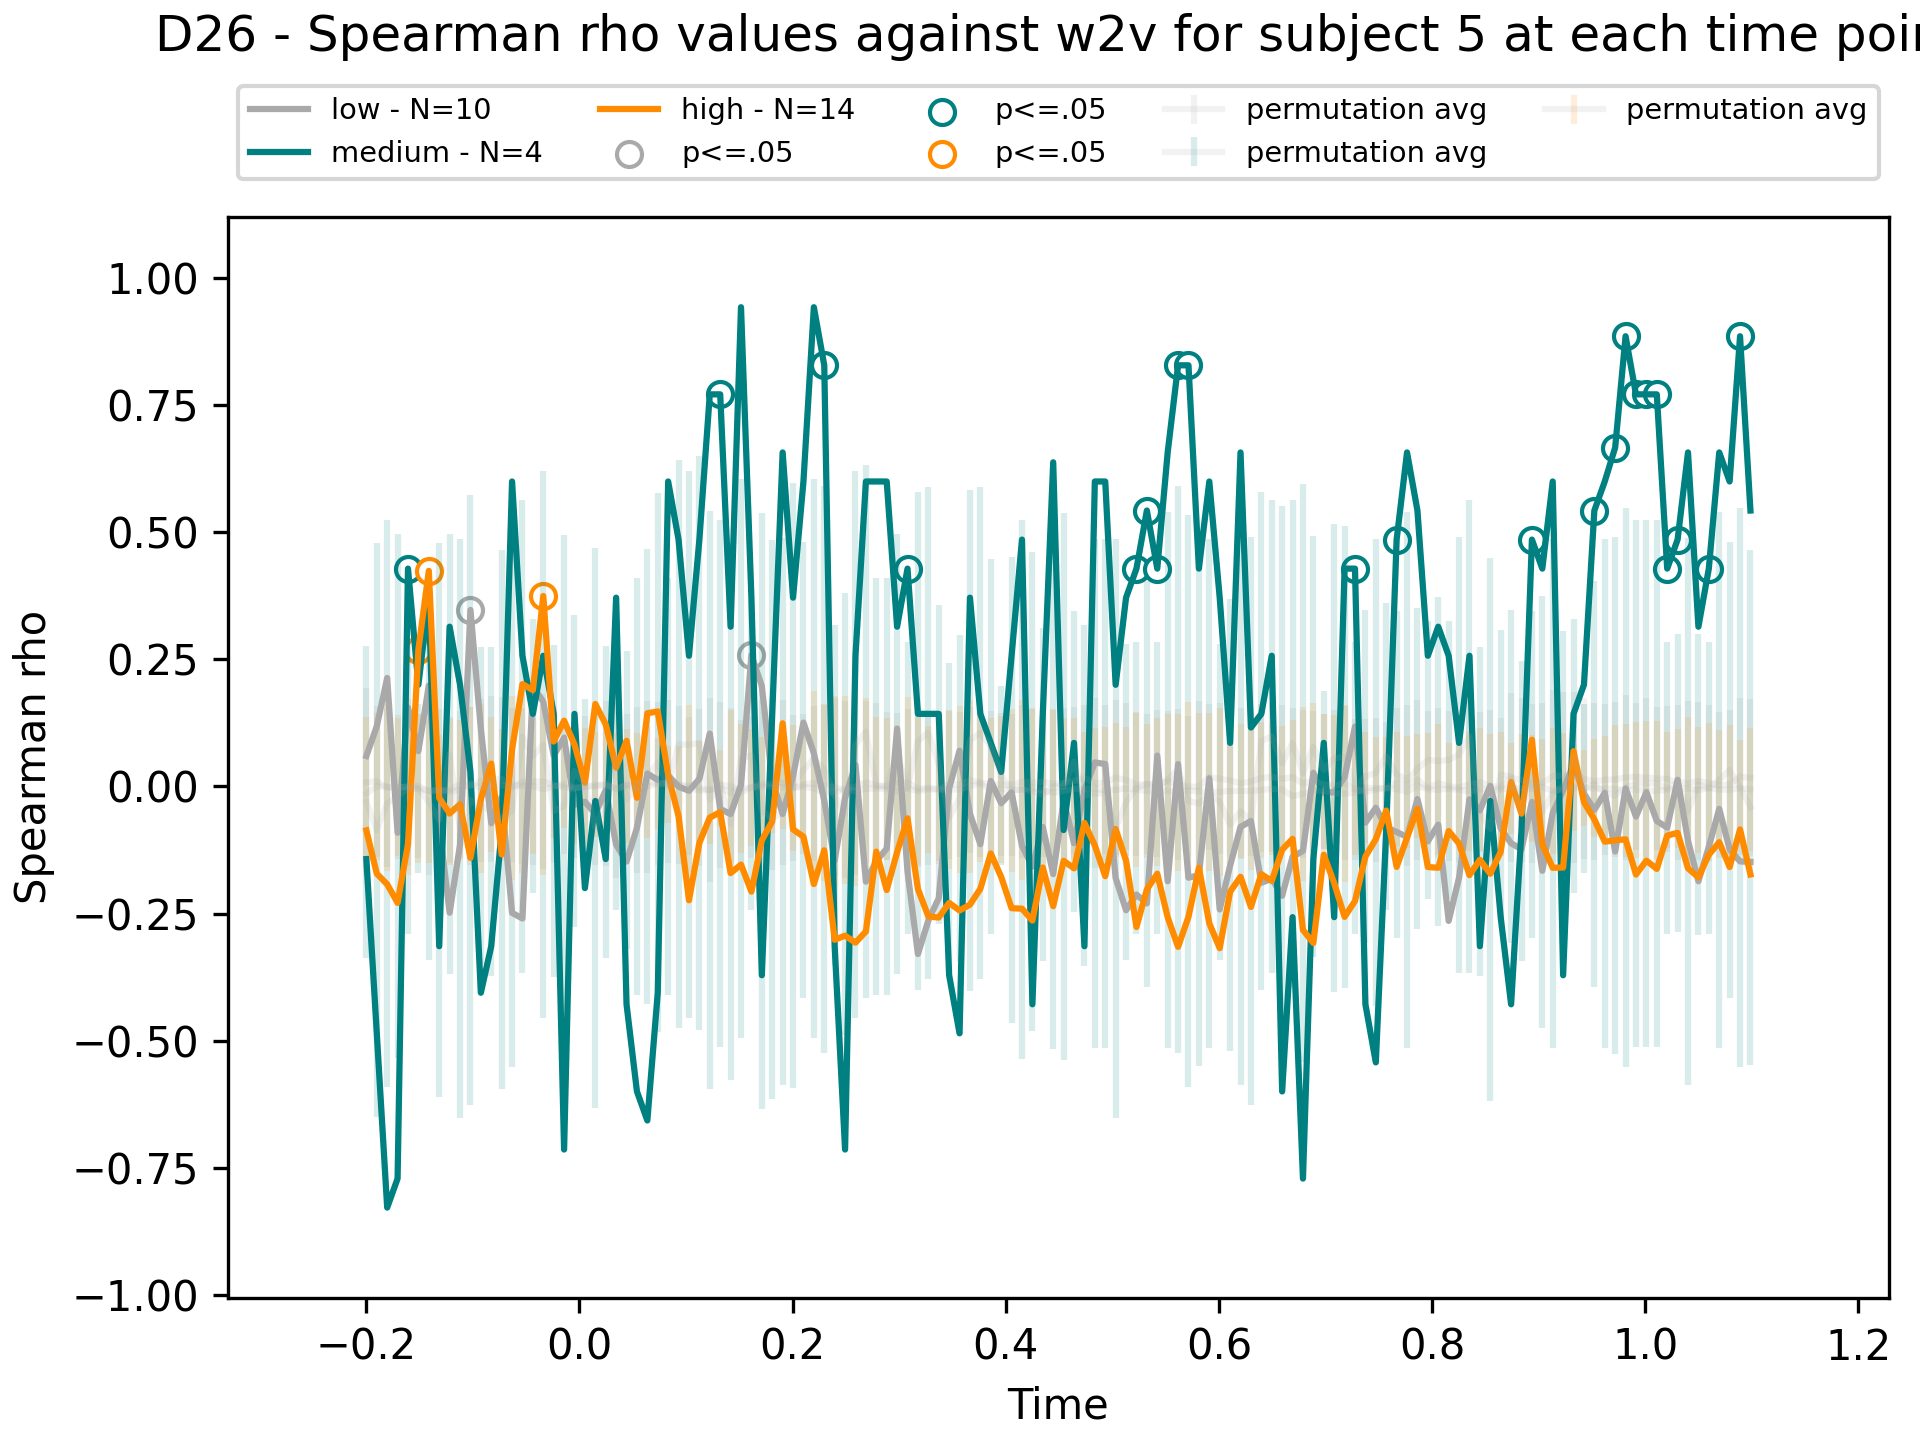 D26 - Spearman rho values against w2v for subject 5 at each time poi
low - N=10
medium - N=4
high - N=14
p<=.05
p<=.05
p<=.05
permutation avg
permutation avg
permutation avg
1.00
0.75
0.50
0.25
0.00
−0.25
−0.50
−0.75
−1.00
Spearman rho
−0.2 0.0 0.2 0.4 0.6 0.8 1.0 1.2
Time